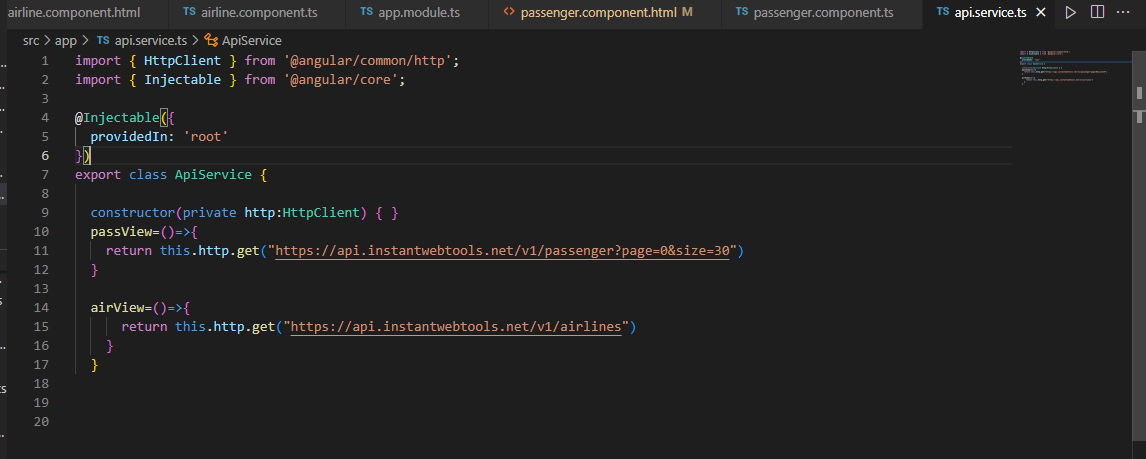 airline.component.html TS airline.component.ts TS app.module.ts <> passenger.component.html M TS passenger.component.ts TS api.service.ts
src > app > TS api.service.ts > ApiService
1 import { HttpClient } from '@angular/common/http';
2 import { Injectable } from '@angular/core';
3
4 @Injectable({
5 providedIn: 'root'
6 })
7 export class ApiService {
8
9 constructor(private http:HttpClient) { }
10 passView=()=>{
11 return this.http.get("https://api.instantwebtools.net/v1/passenger?page=0&size=30")
12 }
13
14 airView=()=>{
15 return this.http.get("https://api.instantwebtools.net/v1/airlines")
16 }
17 }
18
19
20